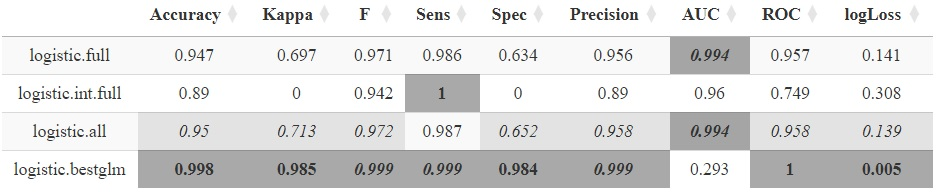 Accuracy Kappa F Sens Spec Precision AUC ROC logLoss
logistic.full 0.947 0.697 0.971 0.986 0.634 0.956 0.994 0.957 0.141
logistic.int.full 0.89 0 0.942 1 0 0.89 0.96 0.749 0.308
logistic.all 0.95 0.713 0.972 0.987 0.652 0.958 0.994 0.958 0.139
logistic.bestglm 0.998 0.985 0.999 0.999 0.984 0.999 0.293 1 0.005